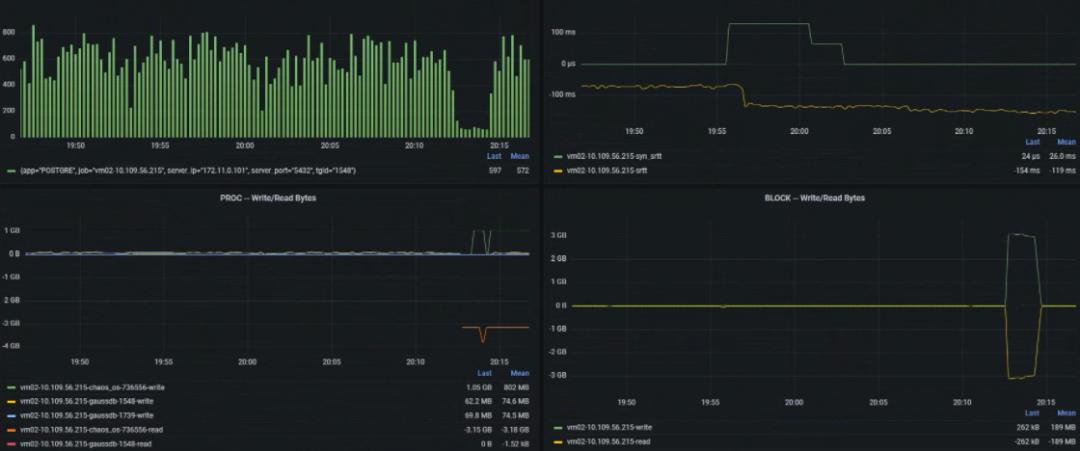 800
600
400
200
0
19:50
19:55
20:00
20:05
20:10
20:15
Last Mean
{app="POSTGRE", job="vm02-10.109.56.215", server_ip="172.11.0.101", server_port="5432", tgid="1548"} 597 572
100 ms
0 µs
-100 ms
19:50
19:55
20:00
20:05
20:10
20:15
Last Mean
vm02-10.109.56.215-syn_srtt 24 µs 26.0 ms
vm02-10.109.56.215-srtt -154 ms -119 ms
PROC -- Write/Read Bytes
1 GB
0 B
-1 GB
2 GB
-3 GB
-4 GB
19:50
19:55
20:00
20:05
20:10
20:15
Last Mean
vm02-10.109.56.215-chaos_os-736556-write 1.05 GB 802 MB
vm02-10.109.56.215-gaussdb-1548-write 62.2 MB 74.6 MB
vm02-10.109.56.215-gaussdb-1739-write 69.8 MB 74.5 MB
vm02-10.109.56.215-chaos_os-736556-read -3.15 GB -3.18 GB
vm02-10.109.56.215-gaussdb-1548-read 0 B -1.52 kB
BLOCK -- Write/Read Bytes
3 GB
2 GB
1 GB
0 B
-1 GB
-2 GB
-3 GB
19:50
19:55
20:00
20:05
20:10
20:15
Last Mean
vm02-10.109.56.215-write 262 kB 189 MB
vm02-10.109.56.215-read -262 kB -189 MB